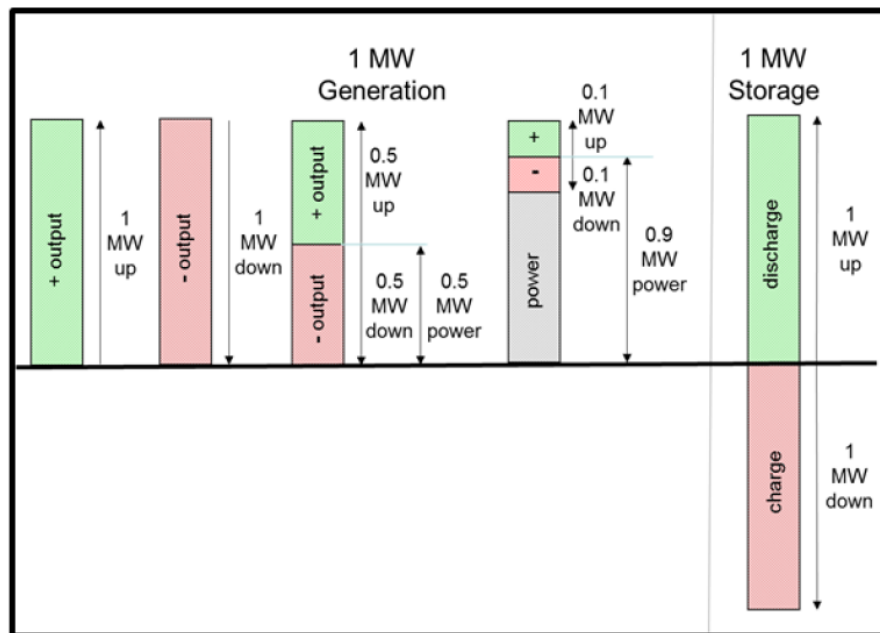 1 MW
Generation
1 MW
Storage
+ output
1
MW
up
- output
1
MW
down
+ output
- output
0.5
MW
up
0.5
MW
down
0.5
MW
power
+
-
power
0.1
MW
up
0.1
MW
down
0.9
MW
power
discharge
charge
1
MW
up
1
MW
down